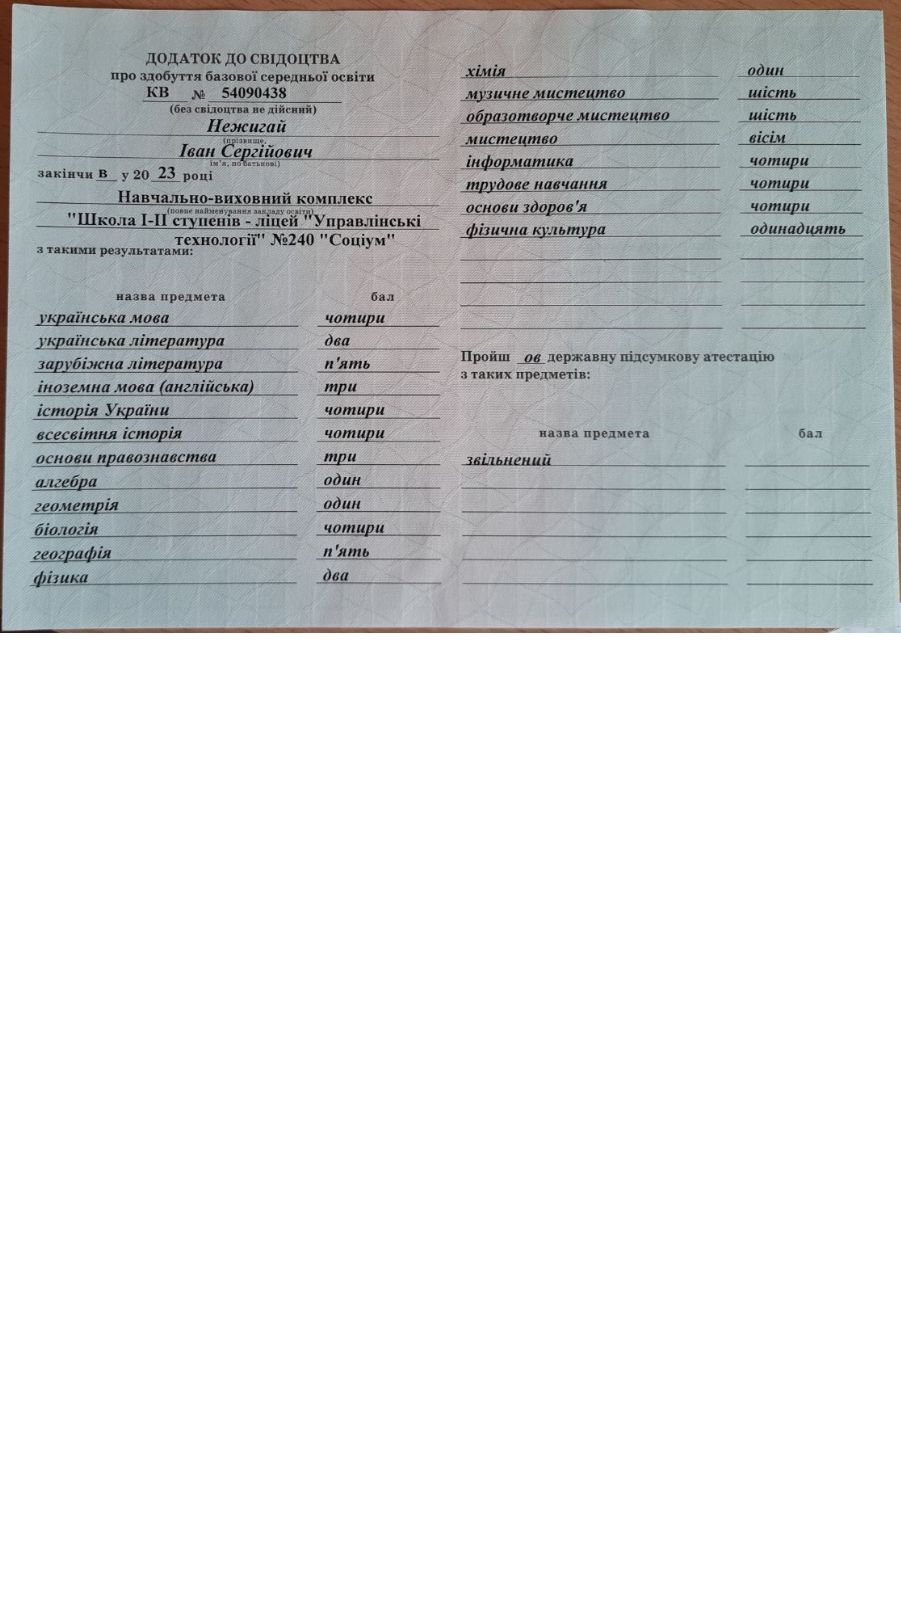 ДОДАТОК ДО СВІДОЦТВА
про здобуття базової середньої освіти
КВ № 54090438
(без свідоцтва не дійсний)
Нежигай
(прізвище,
Іван Сергійович
ім'я, по батькові)
закінчи в у 20 23 році
Навчально-виховний комплекс
(повне найменування закладу освіти)
"Школа І-ІІ ступенів - ліцей "Управлінські
технології" №240 "Соціум"
з такими результатами:
назва предмета бал
українська мова чотири
українська література два
зарубіжна література п'ять
іноземна мова (англійська) три
історія України чотири
всесвітня історія чотири
основи правознавства три
алгебра один
геометрія один
біологія чотири
географія п'ять
фізика два
хімія один
музичне мистецтво шість
образотворче мистецтво шість
мистецтво вісім
інформатика чотири
трудове навчання чотири
основи здоров'я чотири
фізична культура одинадцять
Пройш ов державну підсумкову атестацію
з таких предметів:
назва предмета бал
звільнений